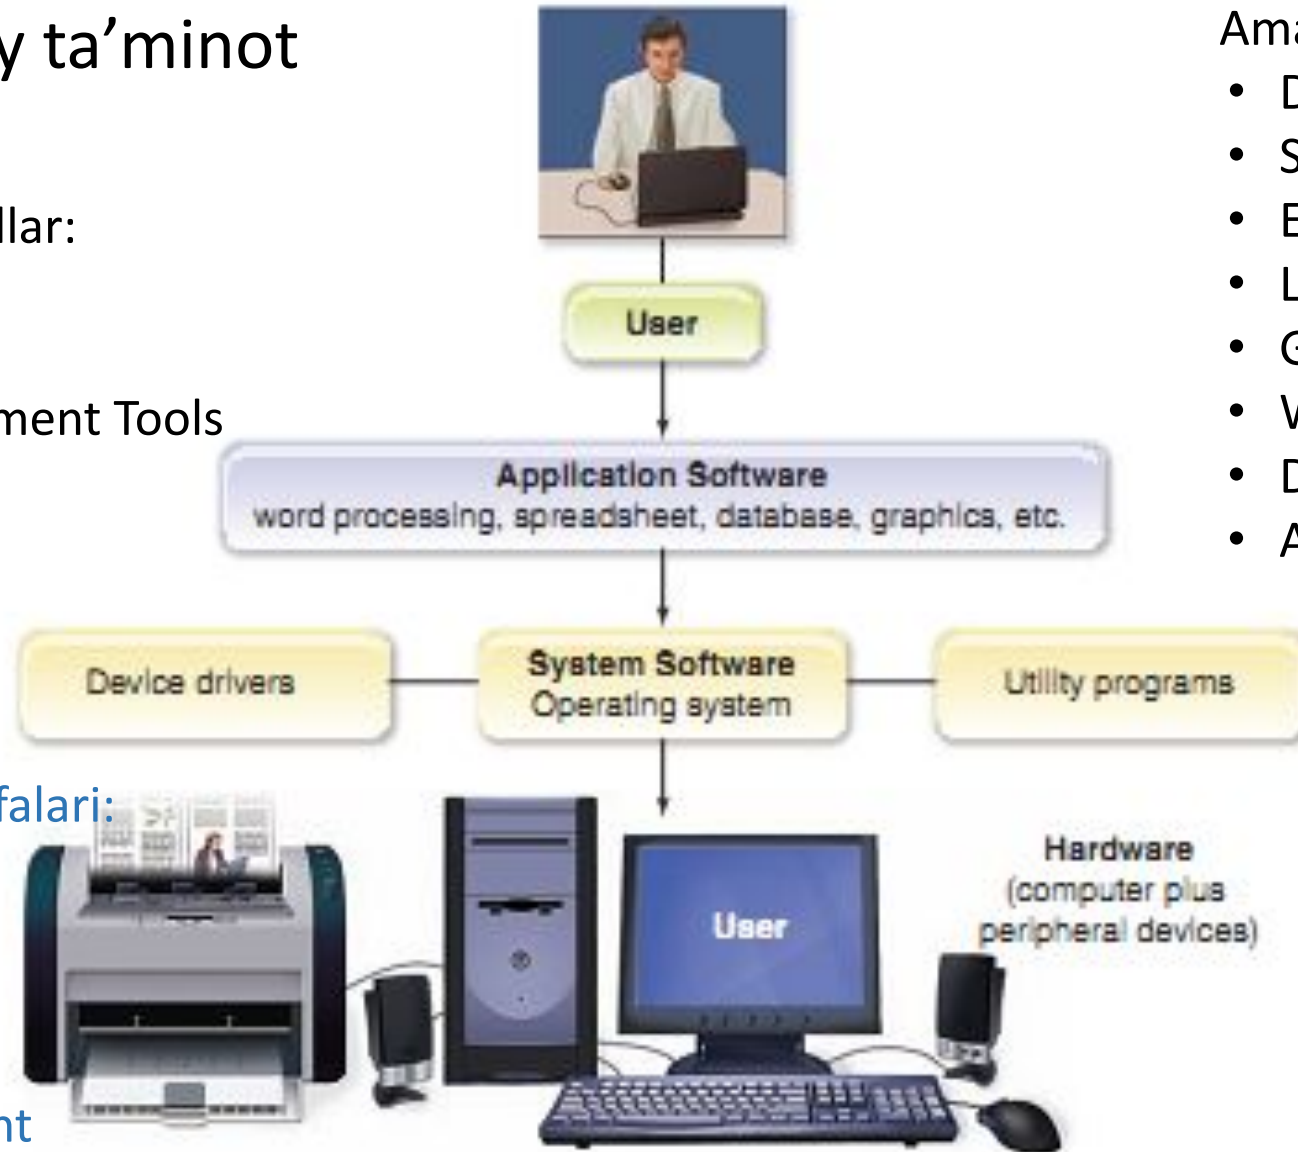 y ta’minot
llar:
ment Tools
User
Application Software
word processing, spreadsheet, database, graphics, etc.
Device drivers
System Software
Operating system
Utility programs
falari:
Hardware
(computer plus
peripheral devices)
User
nt
Ama
• D
• S
• E
• L
• G
• W
• D
• A